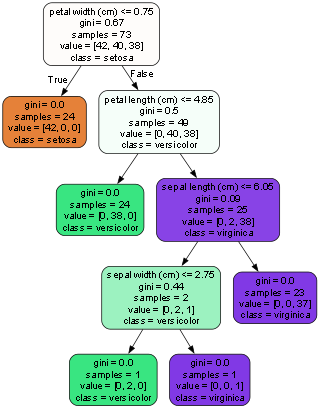 petal width (cm) <= 0.75
gini = 0.67
samples = 73
value = [42, 40, 38]
class = setosa
True
False
gini = 0.0
samples = 24
value = [42, 0, 0]
class = setosa
petal length (cm) <= 4.85
gini = 0.5
samples = 49
value = [0, 40, 38]
class = versicolor
gini = 0.0
samples = 24
value = [0, 38, 0]
class = versicolor
sepal length (cm) <= 6.05
gini = 0.09
samples = 25
value = [0, 2, 38]
class = virginica
sepal width (cm) <= 2.75
gini = 0.44
samples = 2
value = [0, 2, 1]
class = versicolor
gini = 0.0
samples = 23
value = [0, 0, 37]
class = virginica
gini = 0.0
samples = 1
value = [0, 2, 0]
class = versicolor
gini = 0.0
samples = 1
value = [0, 0, 1]
class = virginica